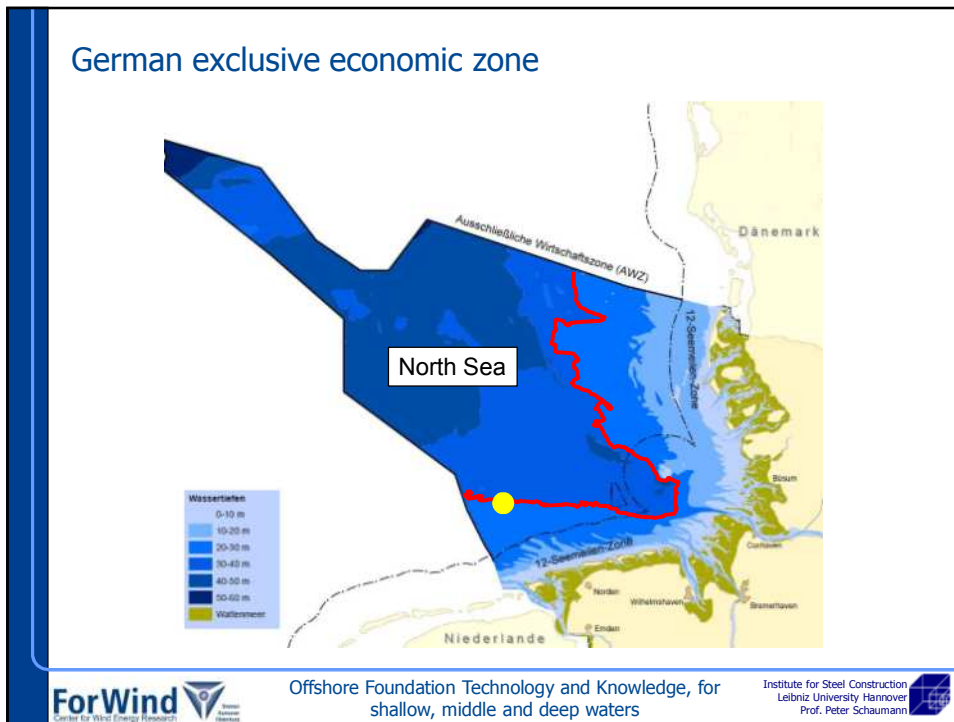 German exclusive economic zone
Ausschließliche Wirtschaftszone (AWZ)
Dänemark
12-Seemeilen-Zone
North Sea
Büsum
Wassertiefen
0-10 m
10-20 m
20-30 m
30-40 m
40-50 m
50-60 m
Wattenmeer
12-Seemeilen-Zone
Cuxhaven
Norden
Wilhelmshaven
Bremerhaven
Emden
Niederlande
ForWind
Center for Wind Energy Research
Offshore Foundation Technology and Knowledge, for
shallow, middle and deep waters
Institute for Steel Construction
Leibniz University Hannover
Prof. Peter Schaumann